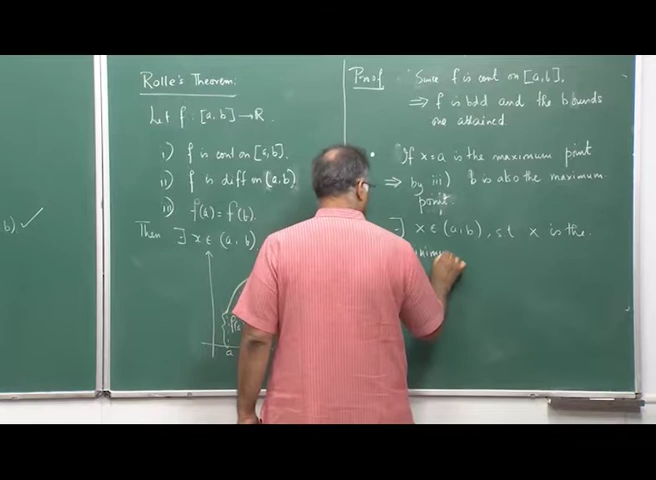 b). ✓
Rolle's Theorem.
Let f : [a,b] → R.
i) f is cont on [a,b].
ii) f is diff on (a,b)
iii) f(a) = f(b).
Then ∃ x ∈ (a, b)
a
Proof Since f is cont on [a,b].
⇒ f is bdd and the bounds
are attained
If x=a is the maximum point
⇒ by iii) b is also the maximum
point
∃ x ∈ (a,b), s t x is the